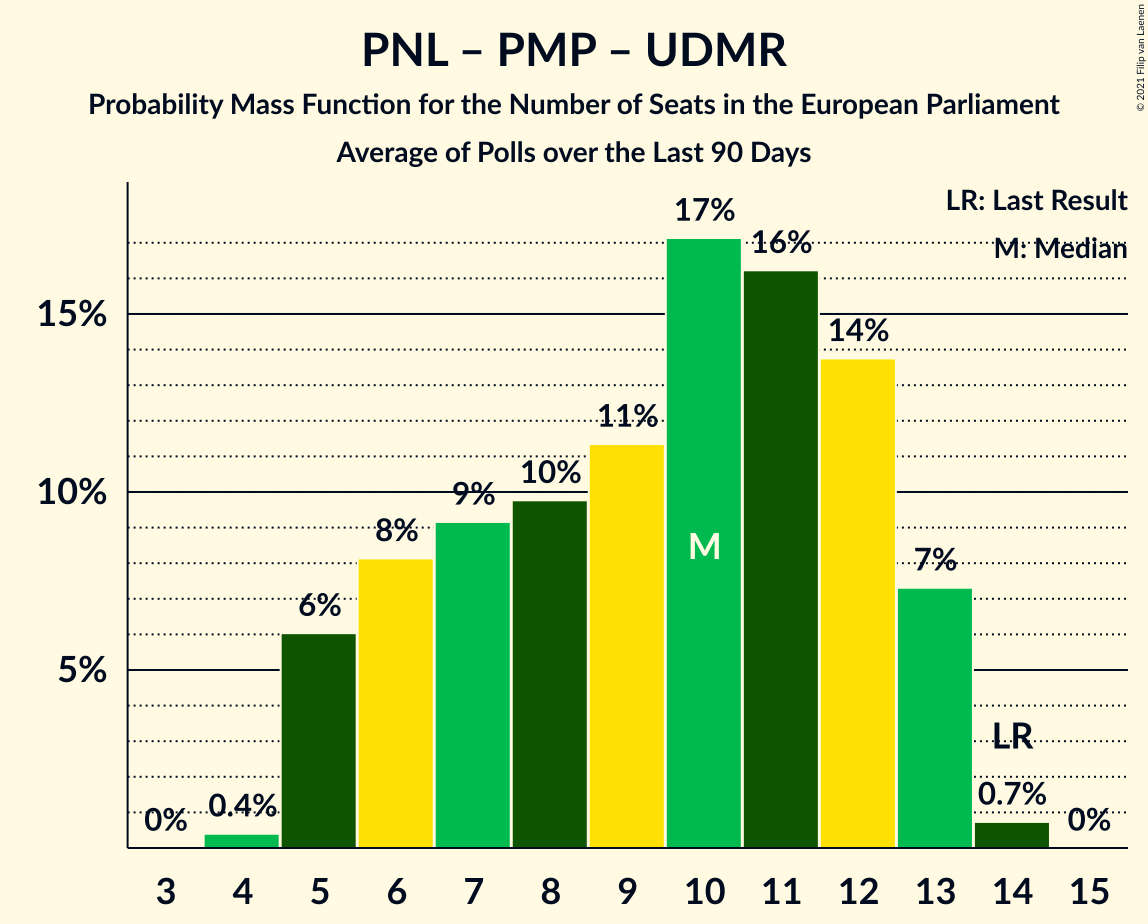 PNL – PMP – UDMR
Probability Mass Function for the Number of Seats in the European Parliament
Average of Polls over the Last 90 Days
© 2021 Filip van Laenen
LR: Last Result
M: Median
15%
10%
5%
0%
0.4%
6%
8%
9%
10%
11%
17%
16%
14%
7%
0.7%
0%
M
LR
3 4 5 6 7 8 9 10 11 12 13 14 15